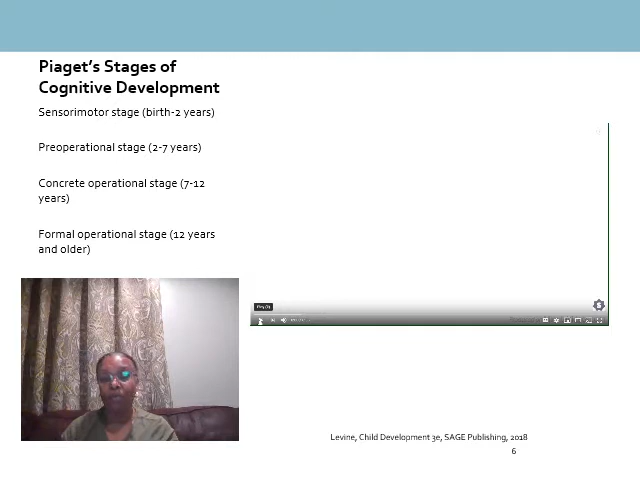 Piaget’s Stages of
Cognitive Development
Sensorimotor stage (birth-2 years)
Preoperational stage (2-7 years)
Concrete operational stage (7-12
years)
Formal operational stage (12 years
and older)
Levine, Child Development 3e, SAGE Publishing, 2018
6